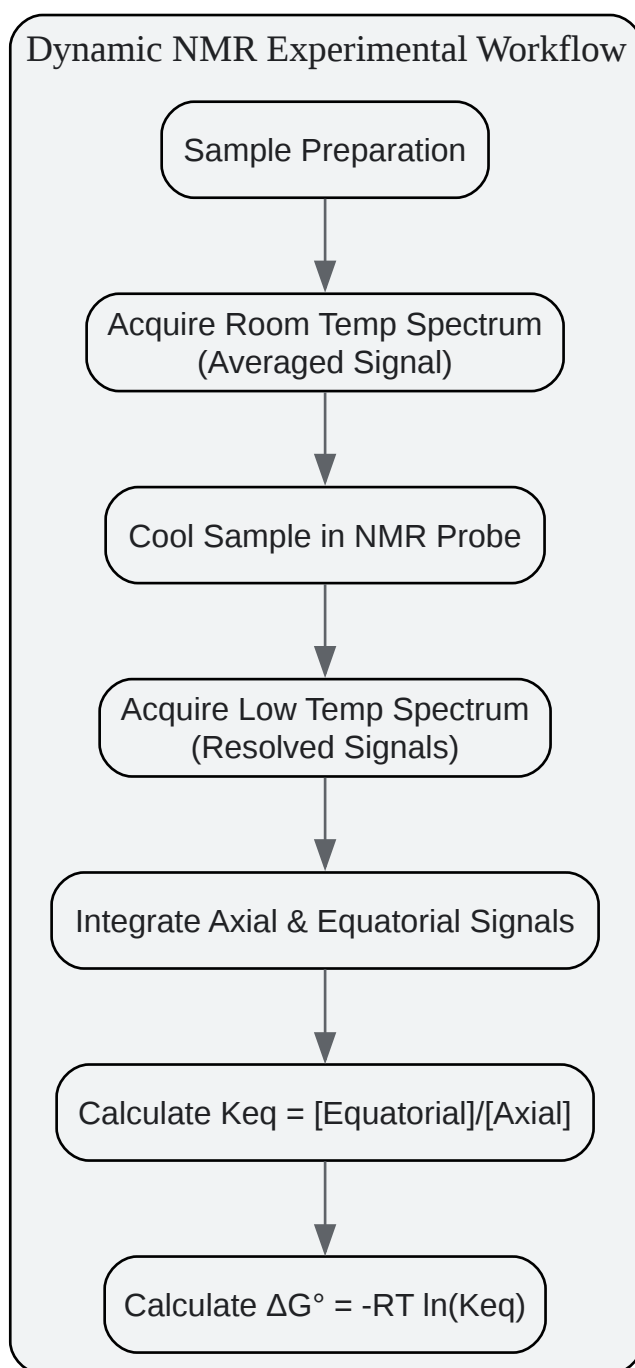 Dynamic NMR Experimental Workflow
Sample Preparation
Acquire Room Temp Spectrum
(Averaged Signal)
Cool Sample in NMR Probe
Acquire Low Temp Spectrum
(Resolved Signals)
Integrate Axial & Equatorial Signals
Calculate Keq = [Equatorial]/[Axial]
Calculate ΔG° = -RT ln(Keq)